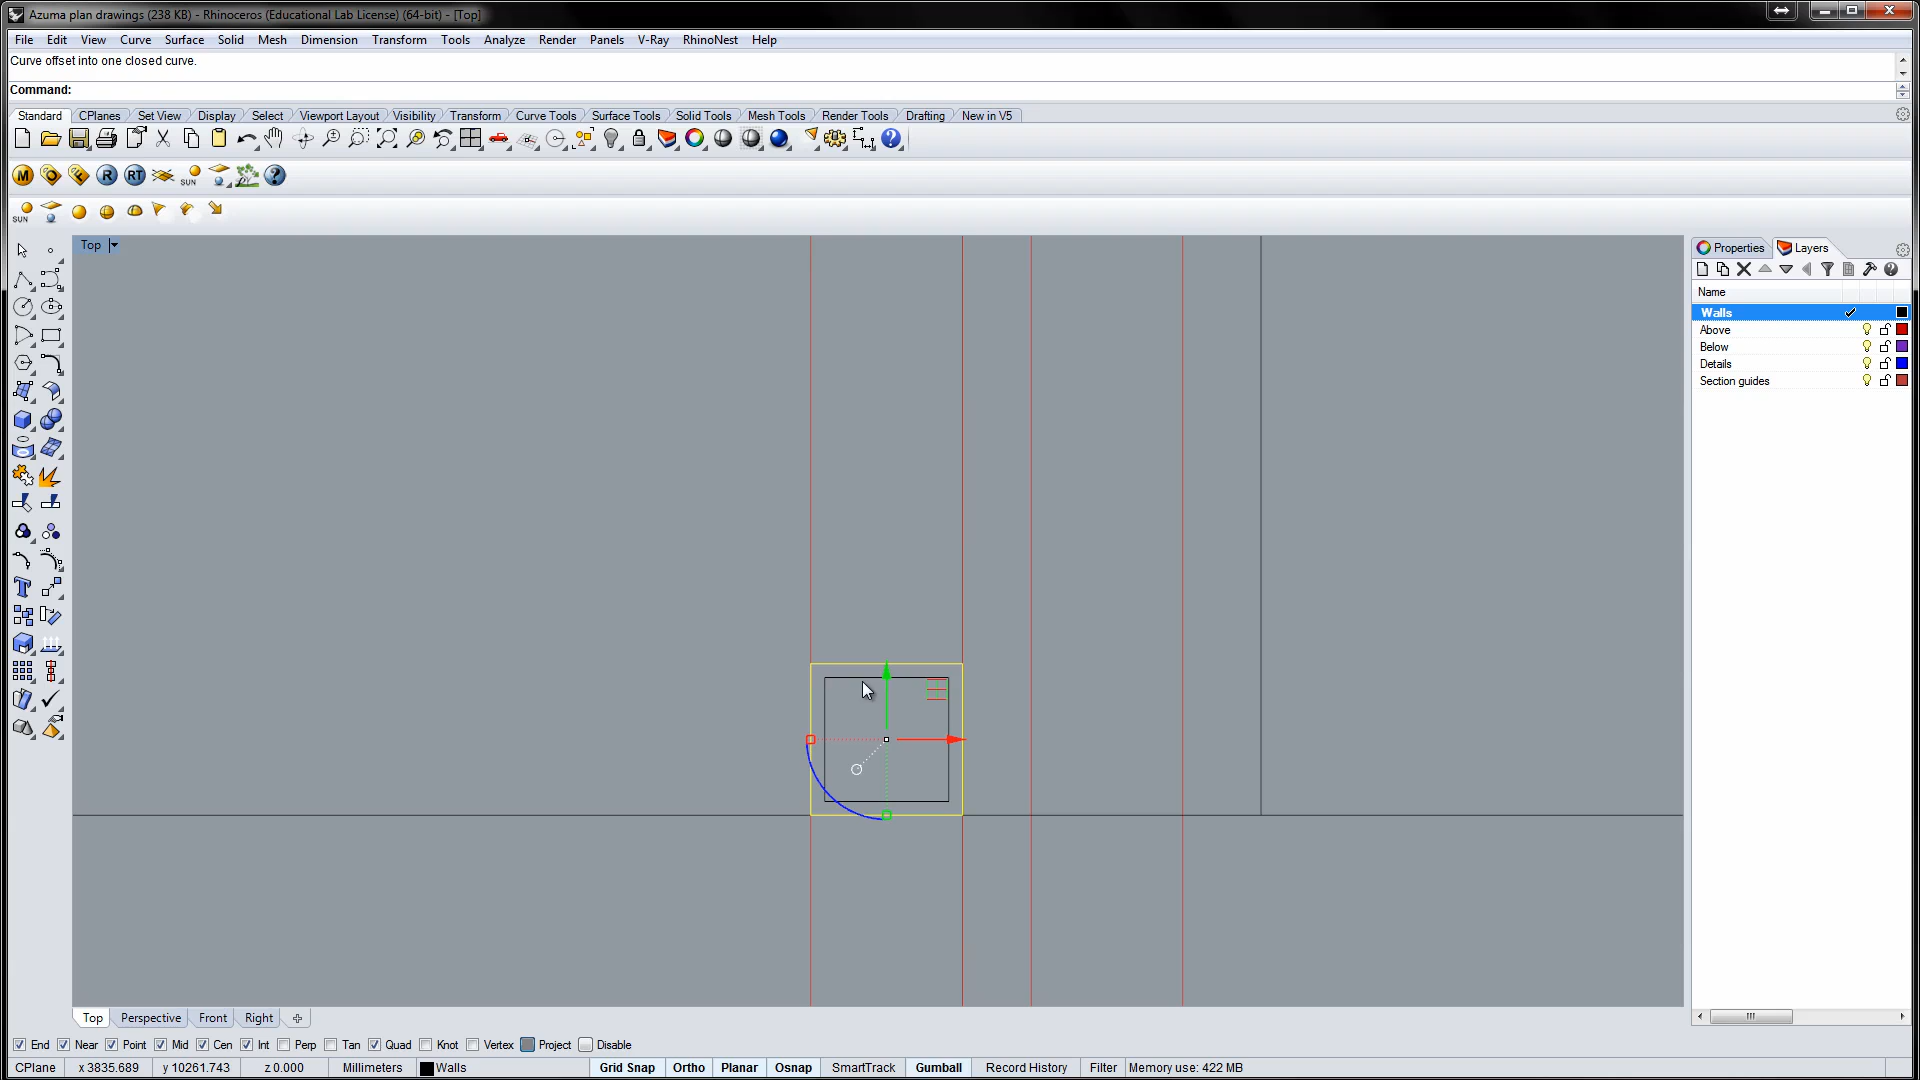 Azuma plan drawings (238 KB) - Rhinoceros (Educational Lab License) (64-bit) - [Top]
File Edit View Curve Surface Solid Mesh Dimension Transform Tools Analyze Render Panels V-Ray RhinoNest Help
Curve offset into one closed curve.
Command:
Standard CPlanes Set View Display Select Viewport Layout Visibility Transform Curve Tools Surface Tools Solid Tools Mesh Tools Render Tools Drafting New in V5
M O F R RT SUN ?
SUN
Top
Properties Layers
Name
Walls
Above
Below
Details
Section guides
Top Perspective Front Right
End Near Point Mid Cen Int Perp Tan Quad Knot Vertex Project Disable
CPlane x 3835.689 y 10261.743 z 0.000 Millimeters Walls Grid Snap Ortho Planar Osnap SmartTrack Gumball Record History Filter Memory use: 422 MB